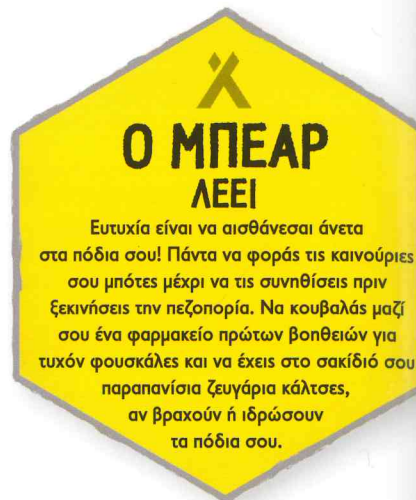 Ο ΜΠΕΑΡ
ΛΕΕΙ
Ευτυχία είναι να αισθάνεσαι άνετα
στα πόδια σου! Πάντα να φοράς τις καινούριες
σου μπότες μέχρι να τις συνηθίσεις πριν
ξεκινήσεις την πεζοπορία. Να κουβαλάς μαζί
σου ένα φαρμακείο πρώτων βοηθειών για
τυχόν φουσκάλες και να έχεις στο σακίδιό σου
παραπανίσια ζευγάρια κάλτσες,
αν βραχούν ή ιδρώσουν
τα πόδια σου.